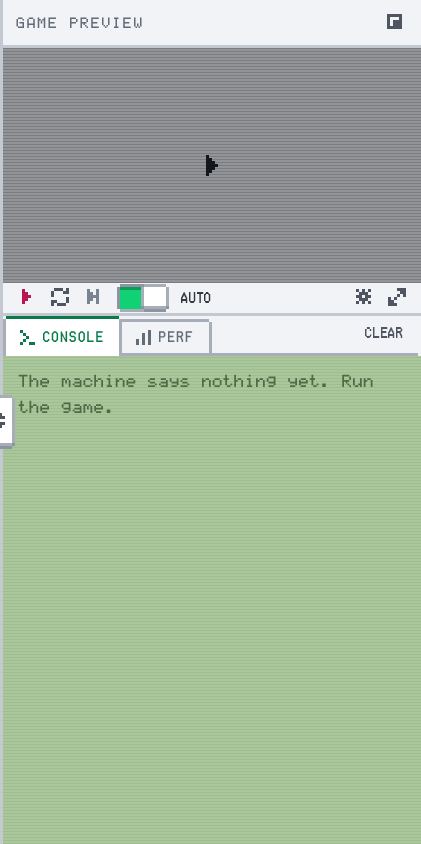 GAME PREVIEW
AUTO
CONSOLE
PERF
CLEAR
The machine says nothing yet. Run
the game.